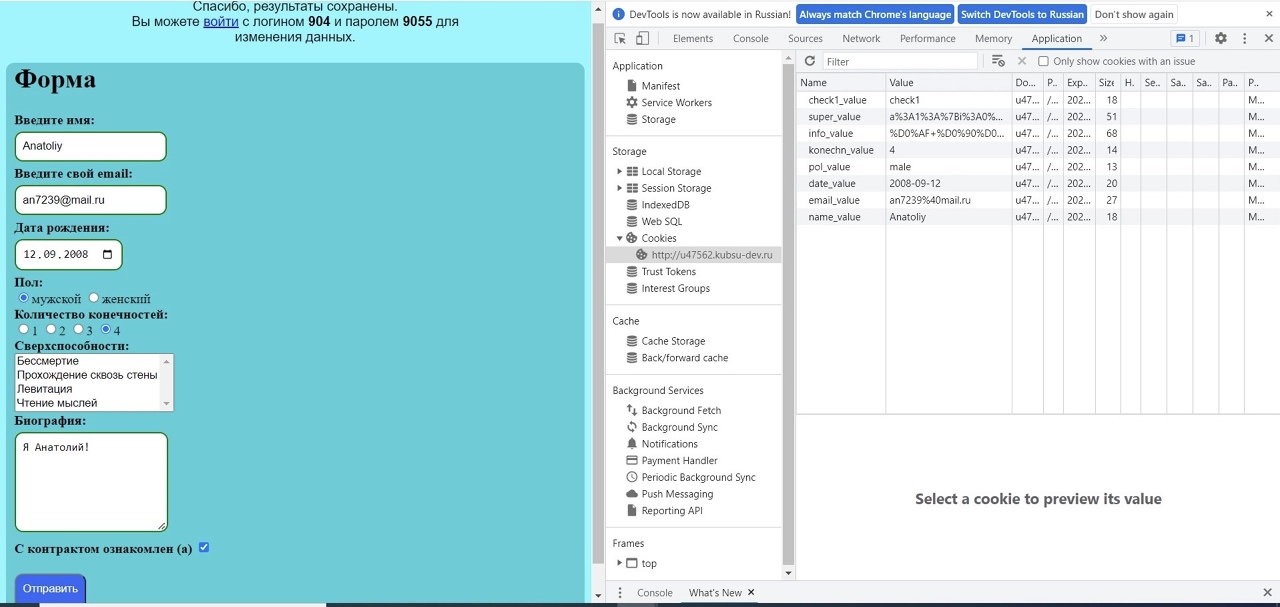 Спасибо, результаты сохранены.
Вы можете войти с логином 904 и паролем 9055 для
изменения данных.
Форма
Введите имя:
Anatoliy
Введите свой email:
an7239@mail.ru
Дата рождения:
12.09.2008
Пол:
мужской женский
Количество конечностей:
1 2 3 4
Сверхспособности:
Бессмертие
Прохождение сквозь стены
Левитация
Чтение мыслей
Биография:
Я Анатолий!
С контрактом ознакомлен (а)
Отправить
DevTools is now available in Russian! Always match Chrome's language Switch DevTools to Russian Don't show again
Elements Console Sources Network Performance Memory Application » 1
Application
Manifest
Service Workers
Storage
Storage
Local Storage
Session Storage
IndexedDB
Web SQL
Cookies
http://u47562.kubsu-dev.ru
Trust Tokens
Interest Groups
Cache
Cache Storage
Back/forward cache
Background Services
Background Fetch
Background Sync
Notifications
Payment Handler
Periodic Background Sync
Push Messaging
Reporting API
Frames
top
Filter Only show cookies with an issue
Name Value Do... P.. Exp.. Size H. Se.. Sa.. Sa.. Pa.. P..
check1_value check1 u47... /... 202... 18 M...
super_value a%3A1%3A%7Bi%3A0%... u47... /... 202... 51 M...
info_value %D0%AF+%D0%90%D0... u47... /... 202... 68 M...
konechn_value 4 u47... /... 202... 14 M...
pol_value male u47... /... 202... 13 M...
date_value 2008-09-12 u47... /... 202... 20 M...
email_value an7239%40mail.ru u47... /... 202... 27 M...
name_value Anatoliy u47... /... 202... 18 M...
Select a cookie to preview its value
Console What's New